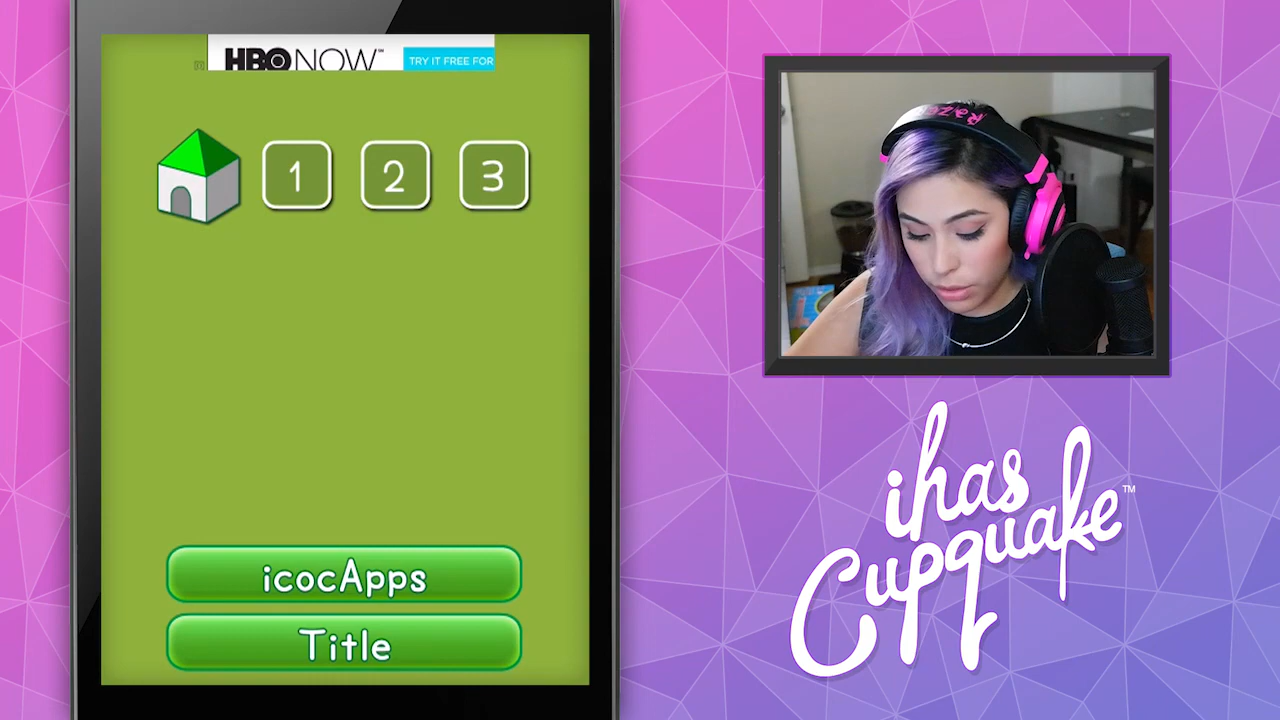 HBO NOW™
TRY IT FREE FOR
1 2 3
icocApps
Title
Razer
ihas
Cupquake™